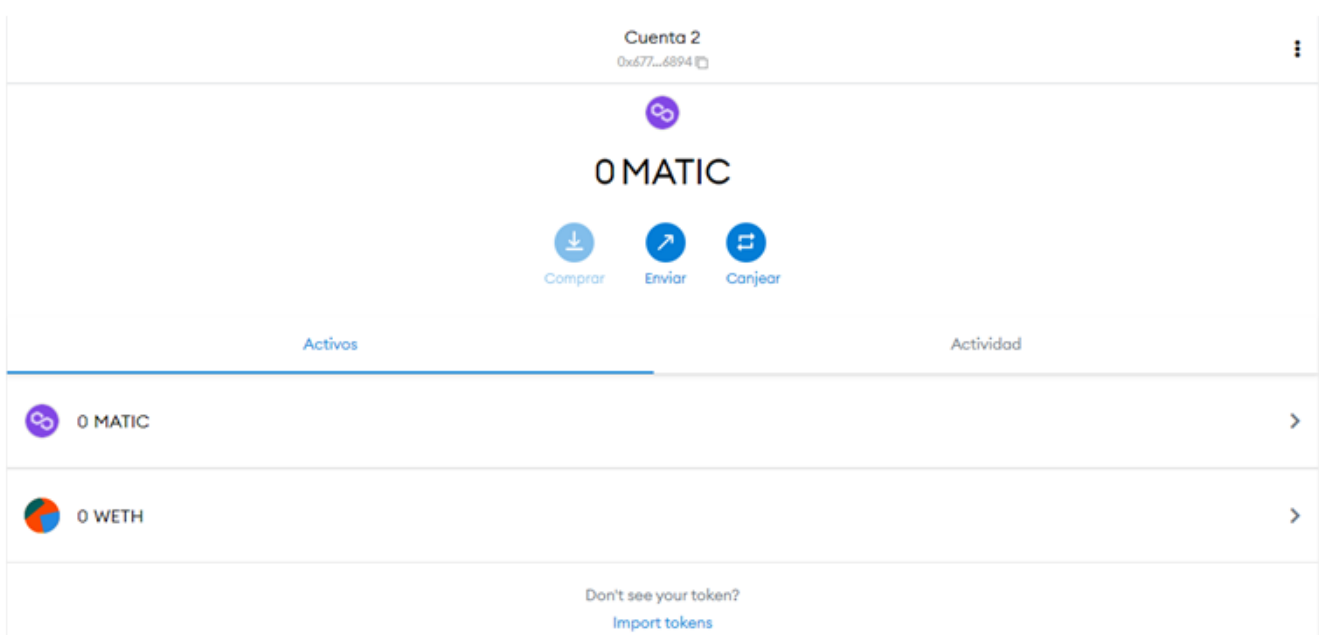 Cuenta 2
0x677...6894
0 MATIC
Comprar Enviar Canjear
Activos Actividad
0 MATIC
0 WETH
Don't see your token?
Import tokens